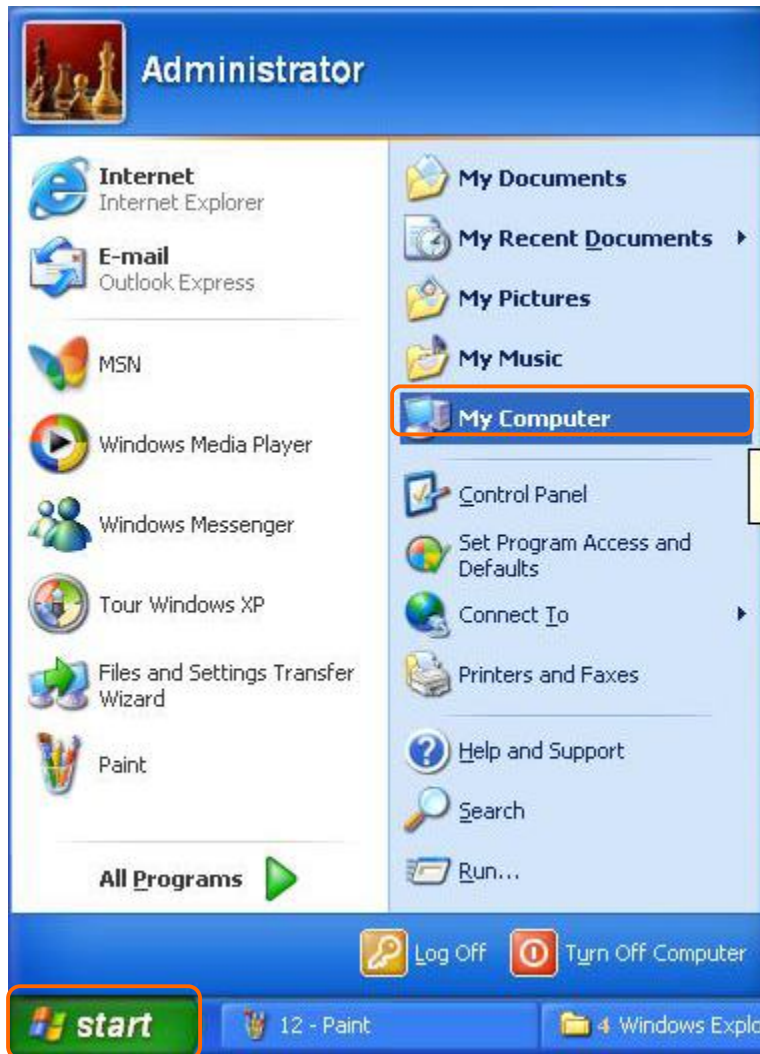 Administrator
Internet
Internet Explorer
E-mail
Outlook Express
MSN
Windows Media Player
Windows Messenger
Tour Windows XP
Files and Settings Transfer
Wizard
Paint
All Programs
My Documents
My Recent Documents
My Pictures
My Music
My Computer
Control Panel
Set Program Access and
Defaults
Connect To
Printers and Faxes
Help and Support
Search
Run...
Log Off
Turn Off Computer
start
12 - Paint
4 Windows Explo